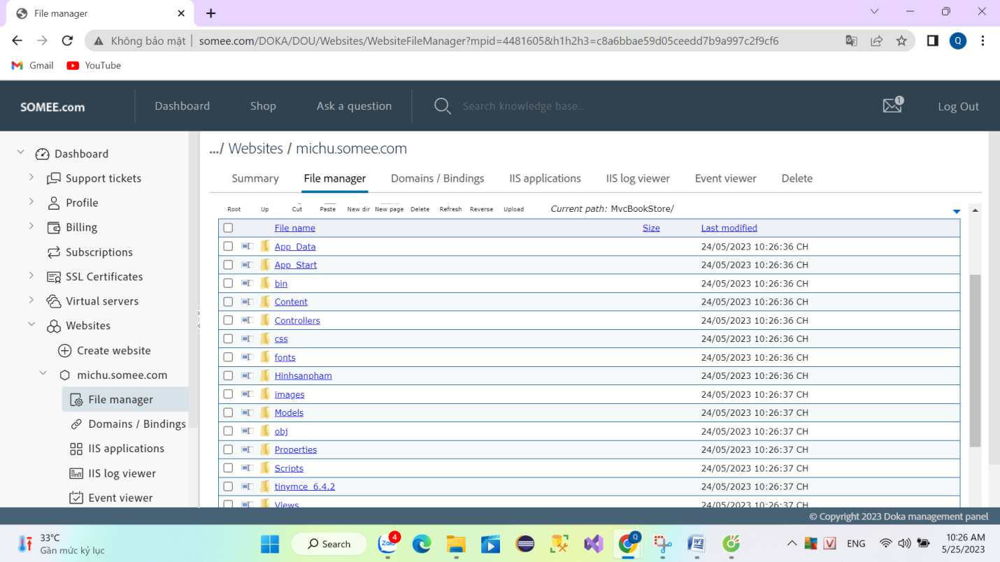 File manager
Không bảo mật | somee.com/DOKA/DOU/Websites/WebsiteFileManager?mpid=4481605&h1h2h3=c8a6bbae59d05ceedd7b9a997c2f9cf6
Q
Gmail YouTube
SOMEE.com Dashboard Shop Ask a question Search knowledge base... 1 Log Out
Dashboard
Support tickets
Profile
Billing
Subscriptions
SSL Certificates
Virtual servers
Websites
Create website
michu.somee.com
File manager
Domains / Bindings
IIS applications
IIS log viewer
Event viewer
.../ Websites / michu.somee.com
Summary File manager Domains / Bindings IIS applications IIS log viewer Event viewer Delete
Root Up Cut Paste New dir New page Delete Refresh Reverse Upload Current path: MvcBookStore/
File name Size Last modified
App_Data 24/05/2023 10:26:36 CH
App_Start 24/05/2023 10:26:36 CH
bin 24/05/2023 10:26:36 CH
Content 24/05/2023 10:26:36 CH
Controllers 24/05/2023 10:26:36 CH
css 24/05/2023 10:26:36 CH
fonts 24/05/2023 10:26:36 CH
Hinhsanpham 24/05/2023 10:26:36 CH
images 24/05/2023 10:26:37 CH
Models 24/05/2023 10:26:37 CH
obj 24/05/2023 10:26:37 CH
Properties 24/05/2023 10:26:37 CH
Scripts 24/05/2023 10:26:37 CH
tinymce_6.4.2 24/05/2023 10:26:37 CH
Views 24/05/2023 10:26:37 CH
© Copyright 2023 Doka management panel
33°C
Gần mức kỷ lục
Search
Zalo 4
Q
V
ENG
10:26 AM
5/25/2023